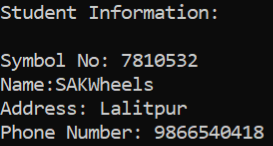 Student Information:
Symbol No: 7810532
Name:SAKWheels
Address: Lalitpur
Phone Number: 9866540418